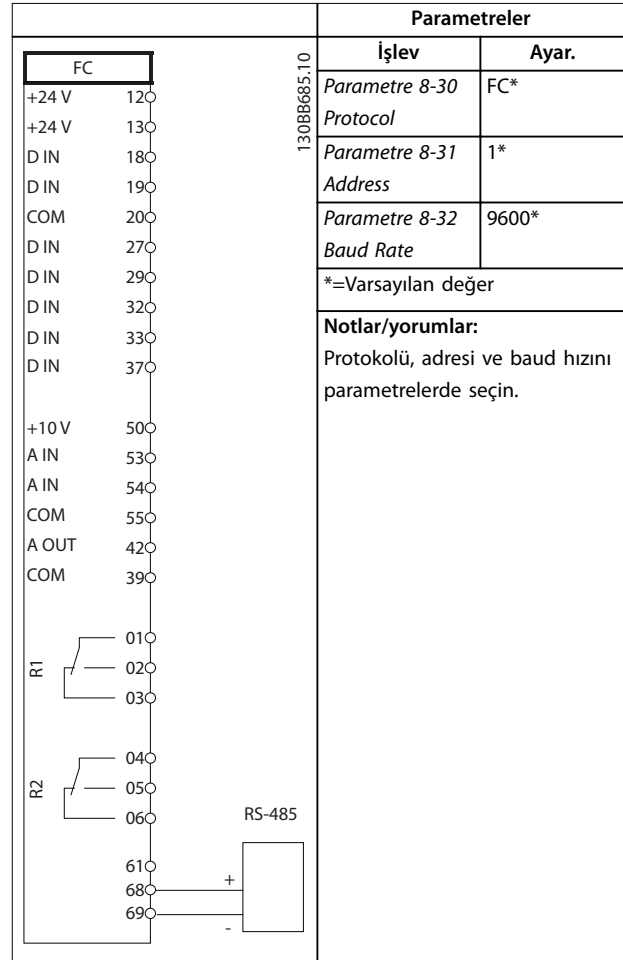 FC
+24 V 12
+24 V 13
D IN 18
D IN 19
COM 20
D IN 27
D IN 29
D IN 32
D IN 33
D IN 37
+10 V 50
A IN 53
A IN 54
COM 55
A OUT 42
COM 39
R1
01
02
03
R2
04
05
06
RS-485
61
68 +
69 -
130BB685.10
Parametreler
İşlev Ayar.
Parametre 8-30 FC*
Protocol
Parametre 8-31 1*
Address
Parametre 8-32 9600*
Baud Rate
*=Varsayılan değer
Notlar/yorumlar:
Protokolü, adresi ve baud hızını
parametrelerde seçin.